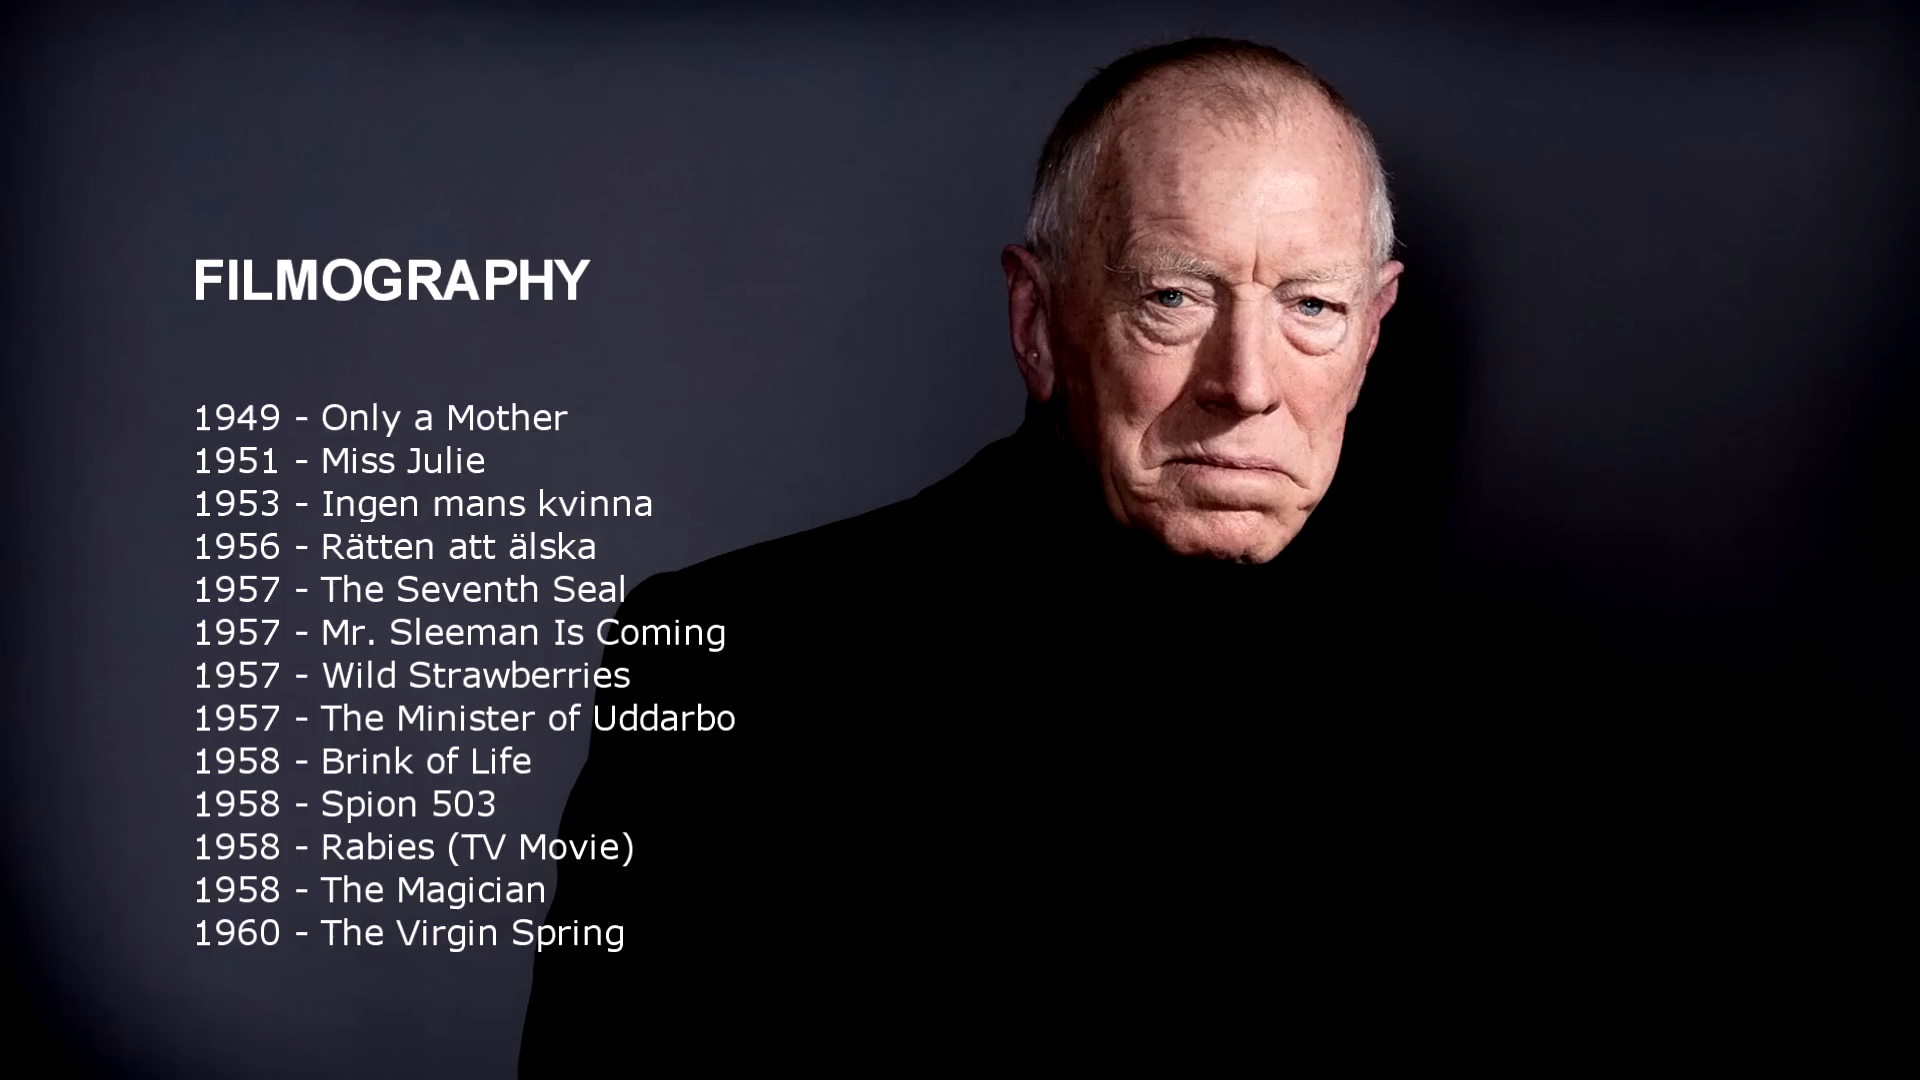 FILMOGRAPHY
1949 - Only a Mother
1951 - Miss Julie
1953 - Ingen mans kvinna
1956 - Rätten att älska
1957 - The Seventh Seal
1957 - Mr. Sleeman Is Coming
1957 - Wild Strawberries
1957 - The Minister of Uddarbo
1958 - Brink of Life
1958 - Spion 503
1958 - Rabies (TV Movie)
1958 - The Magician
1960 - The Virgin Spring